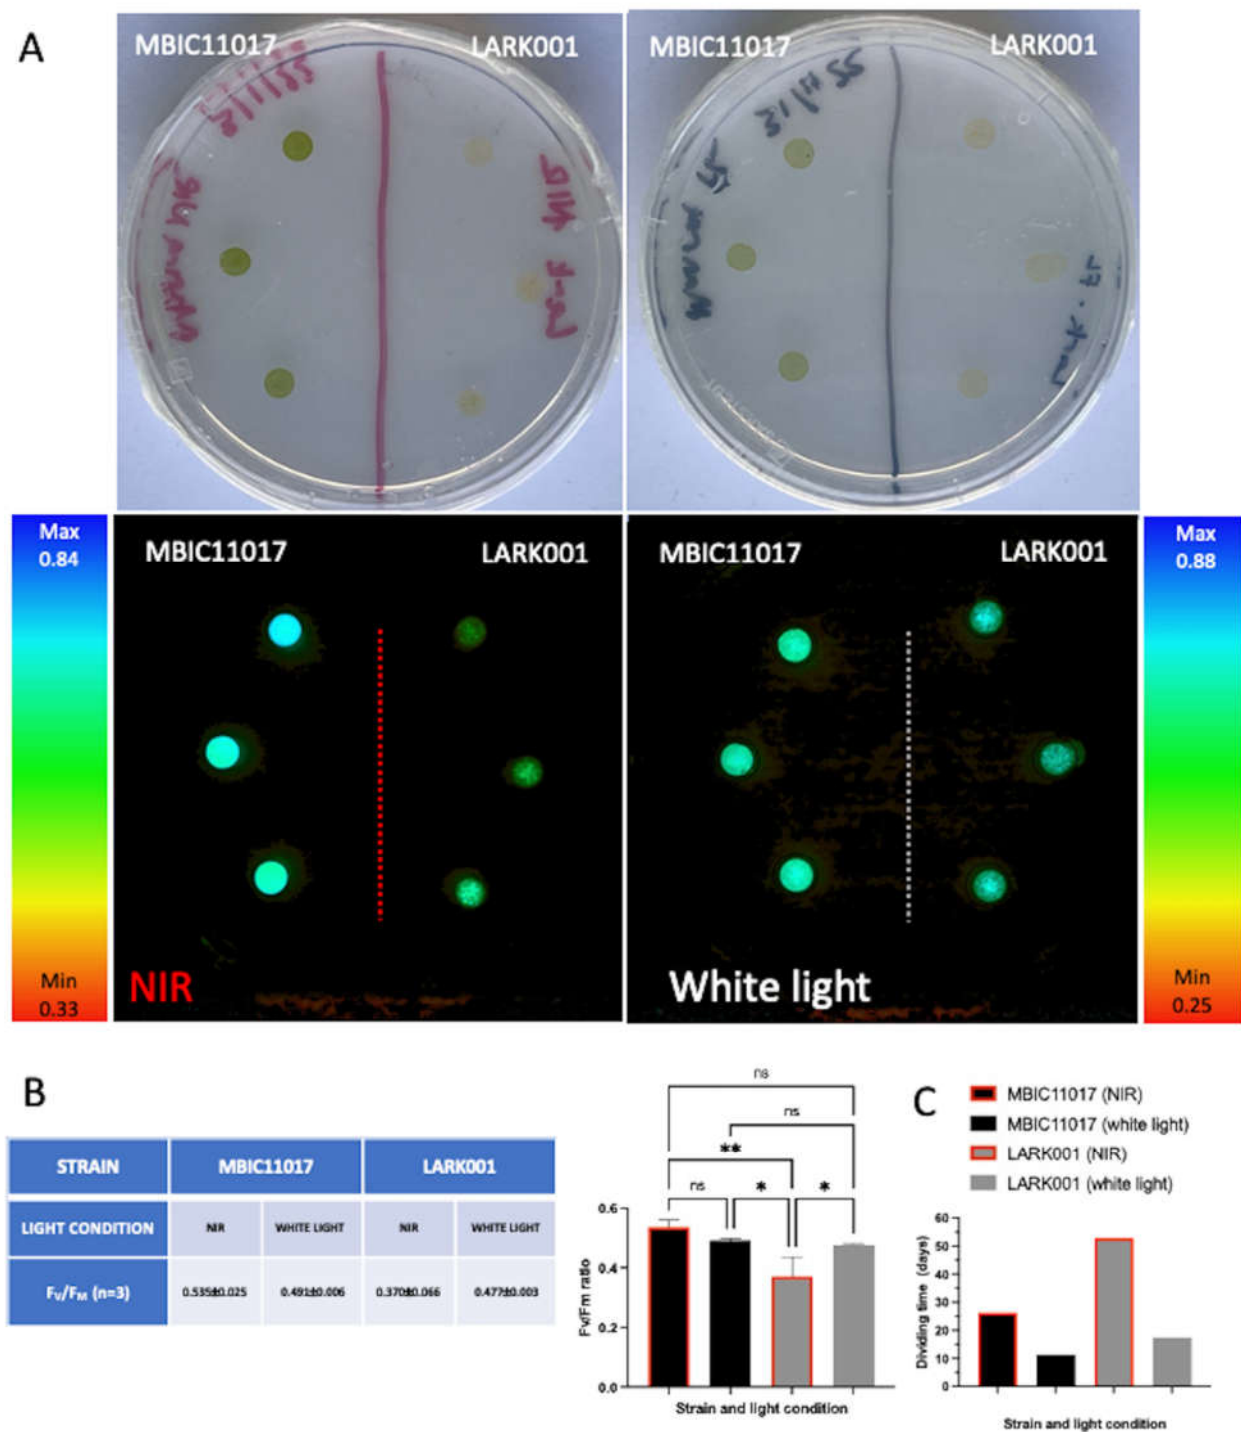 A
MBIC11017 LARK001
MBIC11017 LARK001
NIR
Max
0.84
Min
0.33
MBIC11017 LARK001
NIR
MBIC11017 LARK001
White light
Max
0.88
Min
0.25
B
STRAIN MBIC11017 LARK001
LIGHT CONDITION NIR WHITE LIGHT NIR WHITE LIGHT
FV/FM (n=3) 0.535±0.025 0.491±0.006 0.370±0.066 0.477±0.003
ns
ns
**
ns * *
0.6
0.4
0.2
0.0
Fv/Fm ratio
Strain and light condition
C
MBIC11017 (NIR)
MBIC11017 (white light)
LARK001 (NIR)
LARK001 (white light)
60
50
40
30
20
10
0
Dividing time (days)
Strain and light condition